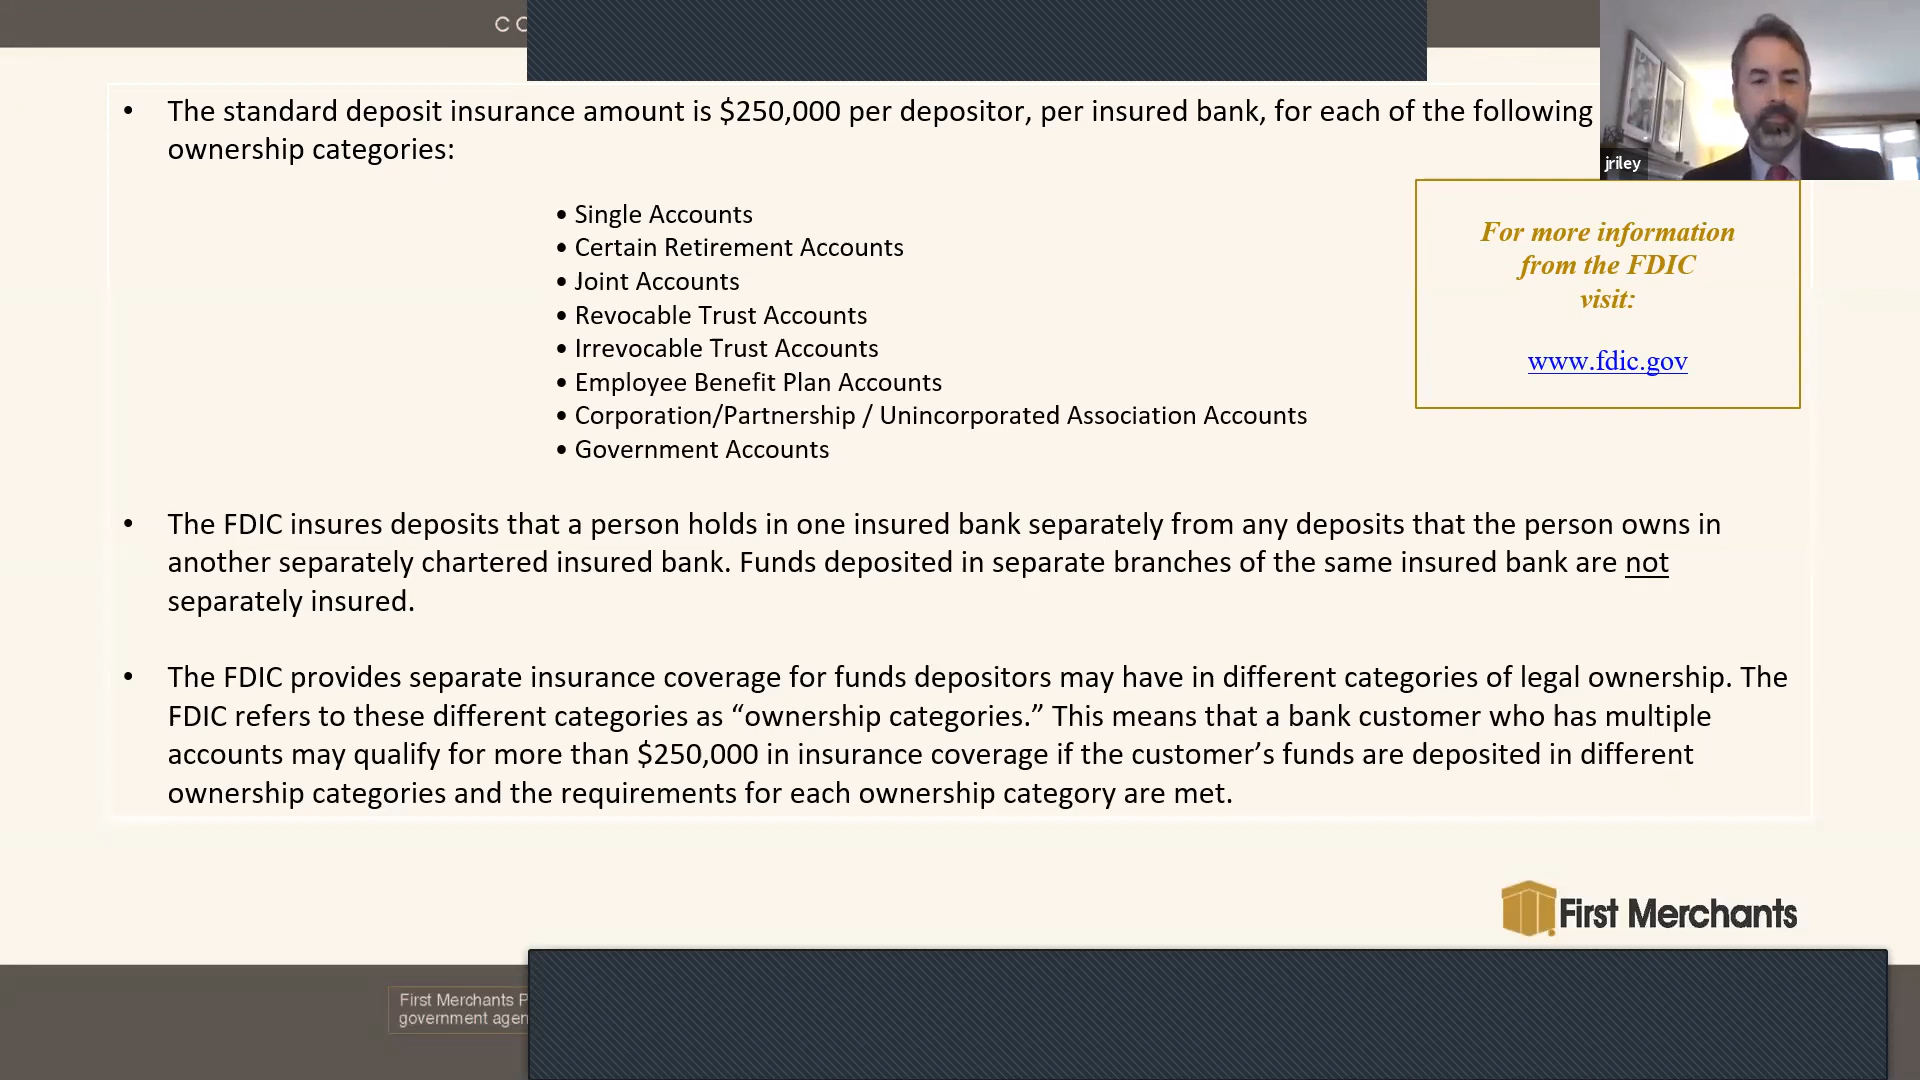 CO
• The standard deposit insurance amount is $250,000 per depositor, per insured bank, for each of the following
ownership categories:
• Single Accounts
• Certain Retirement Accounts
• Joint Accounts
• Revocable Trust Accounts
• Irrevocable Trust Accounts
• Employee Benefit Plan Accounts
• Corporation/Partnership / Unincorporated Association Accounts
• Government Accounts
jriley
For more information
from the FDIC
visit:
www.fdic.gov
• The FDIC insures deposits that a person holds in one insured bank separately from any deposits that the person owns in
another separately chartered insured bank. Funds deposited in separate branches of the same insured bank are not
separately insured.
• The FDIC provides separate insurance coverage for funds depositors may have in different categories of legal ownership. The
FDIC refers to these different categories as “ownership categories.” This means that a bank customer who has multiple
accounts may qualify for more than $250,000 in insurance coverage if the customer’s funds are deposited in different
ownership categories and the requirements for each ownership category are met.
First Merchants
First Merchants P
government agen